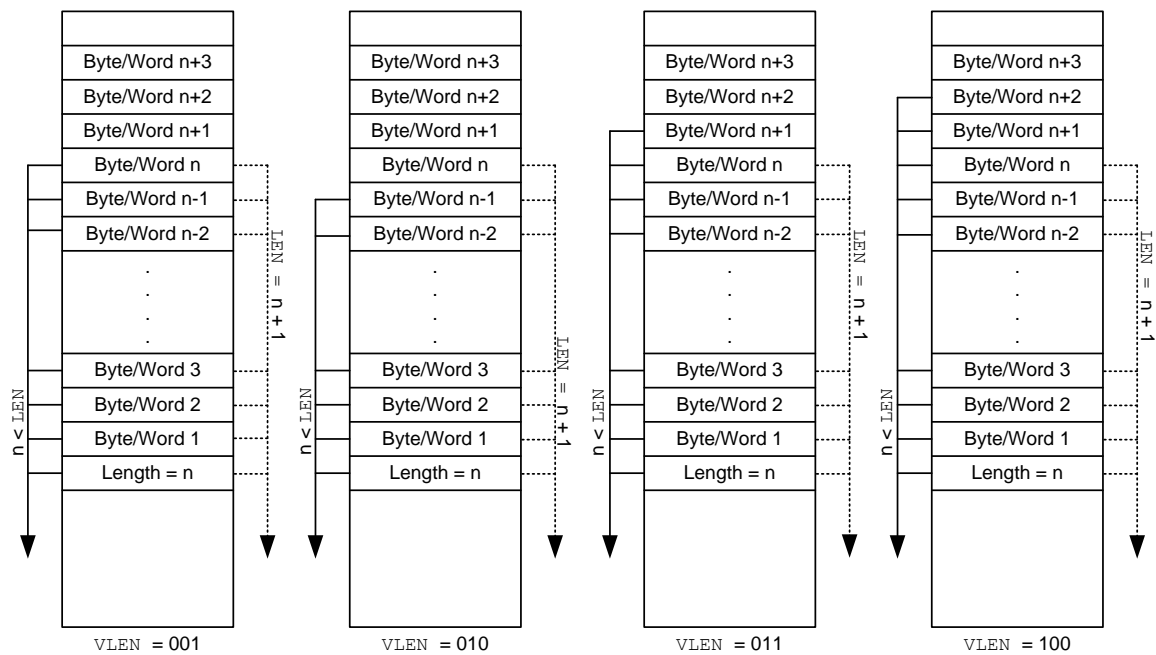 Byte/Word n+3
Byte/Word n+2
Byte/Word n+1
Byte/Word n
Byte/Word n-1
Byte/Word n-2
.
.
.
.
Byte/Word 3
Byte/Word 2
Byte/Word 1
Length = n
LEN > n
LEN = n + 1
VLEN = 001
Byte/Word n+3
Byte/Word n+2
Byte/Word n+1
Byte/Word n
Byte/Word n-1
Byte/Word n-2
.
.
.
.
Byte/Word 3
Byte/Word 2
Byte/Word 1
Length = n
LEN > n
LEN = n + 1
VLEN = 010
Byte/Word n+3
Byte/Word n+2
Byte/Word n+1
Byte/Word n
Byte/Word n-1
Byte/Word n-2
.
.
.
.
Byte/Word 3
Byte/Word 2
Byte/Word 1
Length = n
LEN > n
LEN = n + 1
VLEN = 011
Byte/Word n+3
Byte/Word n+2
Byte/Word n+1
Byte/Word n
Byte/Word n-1
Byte/Word n-2
.
.
.
.
Byte/Word 3
Byte/Word 2
Byte/Word 1
Length = n
LEN > n
LEN = n + 1
VLEN = 100